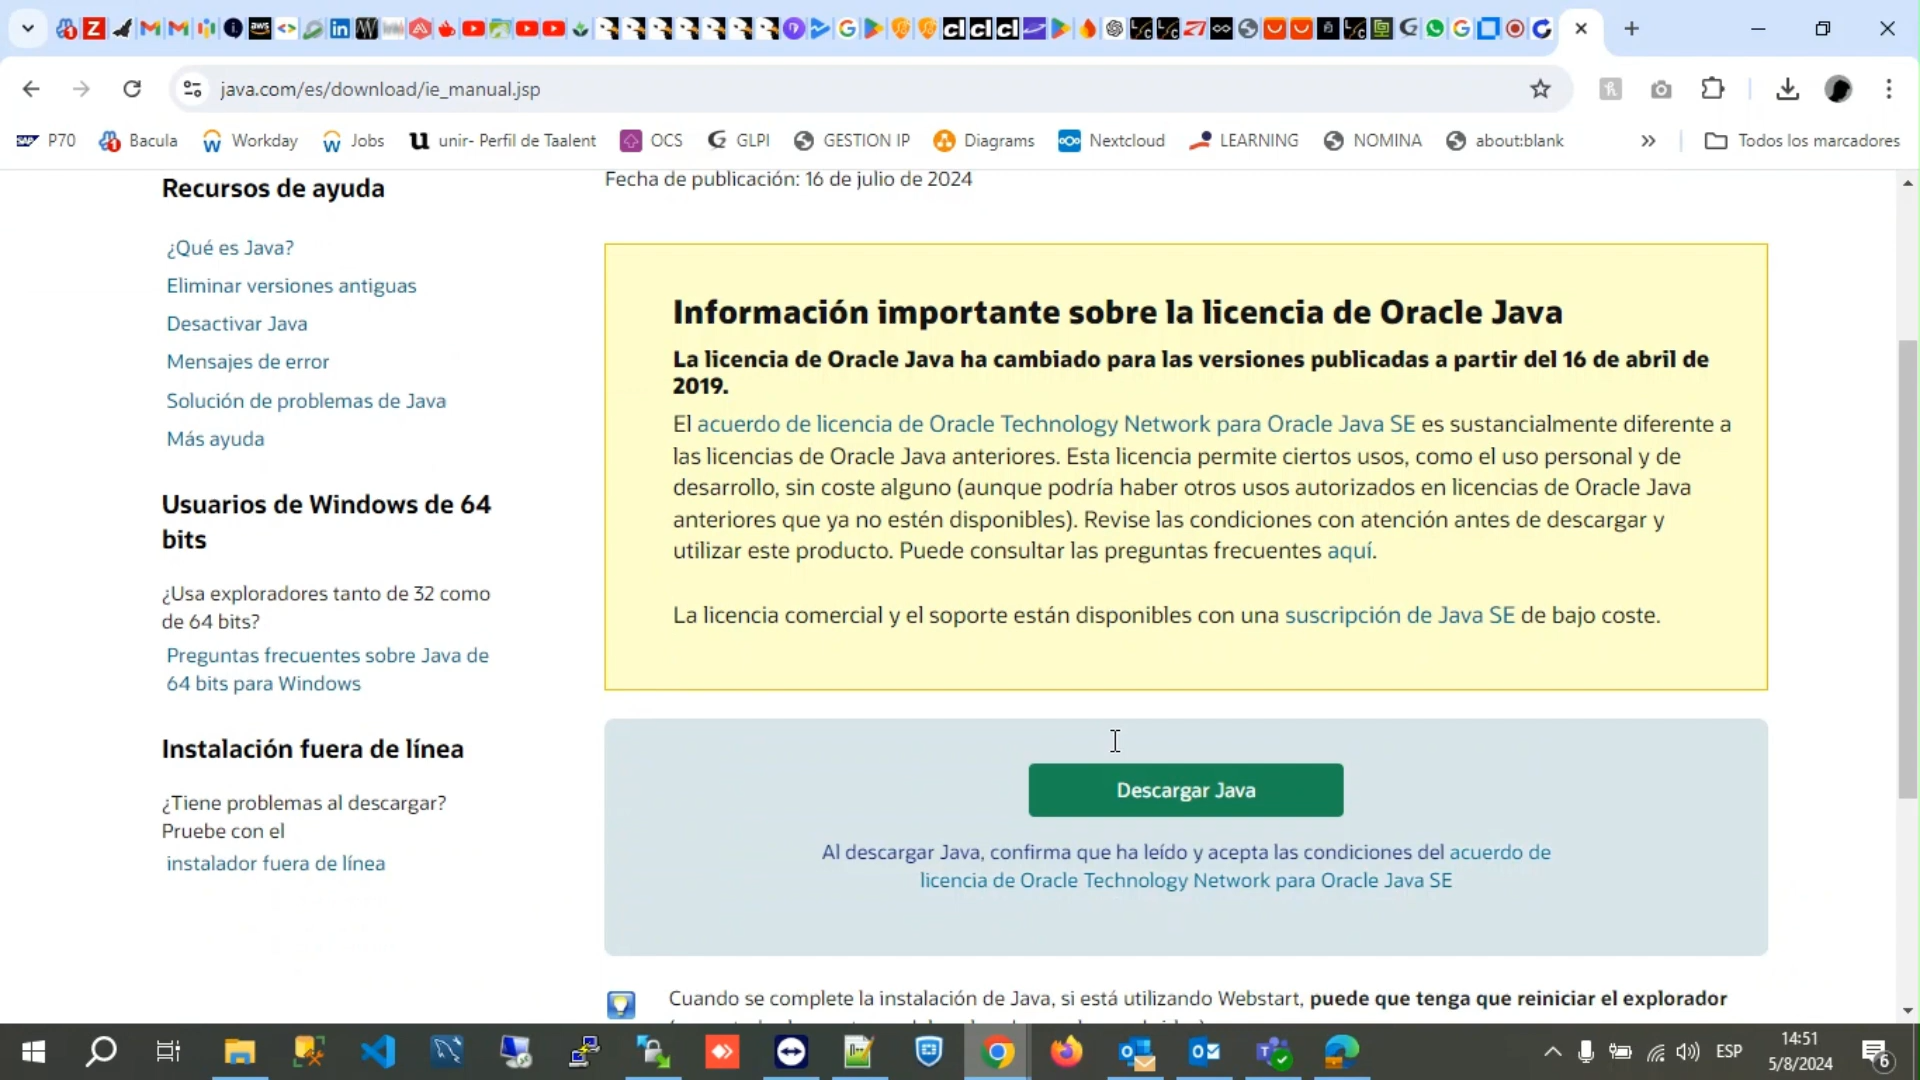 java.com/es/download/ie_manual.jsp
P70
Bacula
Workday
Jobs
unir- Perfil de Taalent
OCS
GLPI
GESTION IP
Diagrams
Nextcloud
LEARNING
NOMINA
about:blank
»
Todos los marcadores
Recursos de ayuda
¿Qué es Java?
Eliminar versiones antiguas
Desactivar Java
Mensajes de error
Solución de problemas de Java
Más ayuda
Usuarios de Windows de 64
bits
¿Usa exploradores tanto de 32 como
de 64 bits?
Preguntas frecuentes sobre Java de
64 bits para Windows
Instalación fuera de línea
¿Tiene problemas al descargar?
Pruebe con el
instalador fuera de línea
Fecha de publicación: 16 de julio de 2024
Información importante sobre la licencia de Oracle Java
La licencia de Oracle Java ha cambiado para las versiones publicadas a partir del 16 de abril de
2019.
El acuerdo de licencia de Oracle Technology Network para Oracle Java SE es sustancialmente diferente a
las licencias de Oracle Java anteriores. Esta licencia permite ciertos usos, como el uso personal y de
desarrollo, sin coste alguno (aunque podría haber otros usos autorizados en licencias de Oracle Java
anteriores que ya no estén disponibles). Revise las condiciones con atención antes de descargar y
utilizar este producto. Puede consultar las preguntas frecuentes aquí.
La licencia comercial y el soporte están disponibles con una suscripción de Java SE de bajo coste.
Descargar Java
Al descargar Java, confirma que ha leído y acepta las condiciones del acuerdo de
licencia de Oracle Technology Network para Oracle Java SE
Cuando se complete la instalación de Java, si está utilizando Webstart, puede que tenga que reiniciar el explorador
ESP
14:51
5/8/2024
6